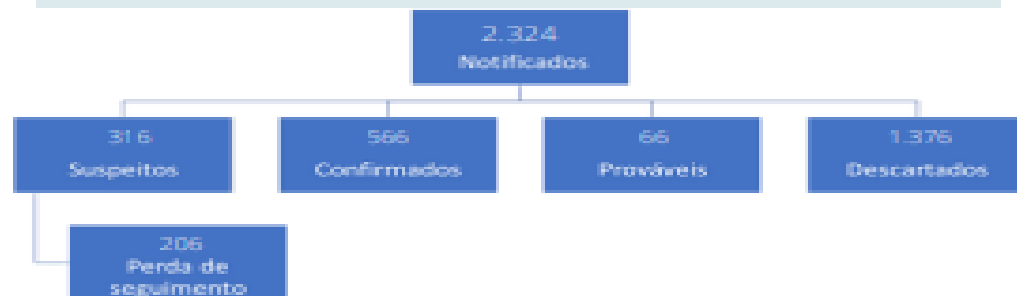 2.324
Notificados
316
Suspeitos
566
Confirmados
66
Prováveis
1.376
Descartados
206
Perda de
seguimento